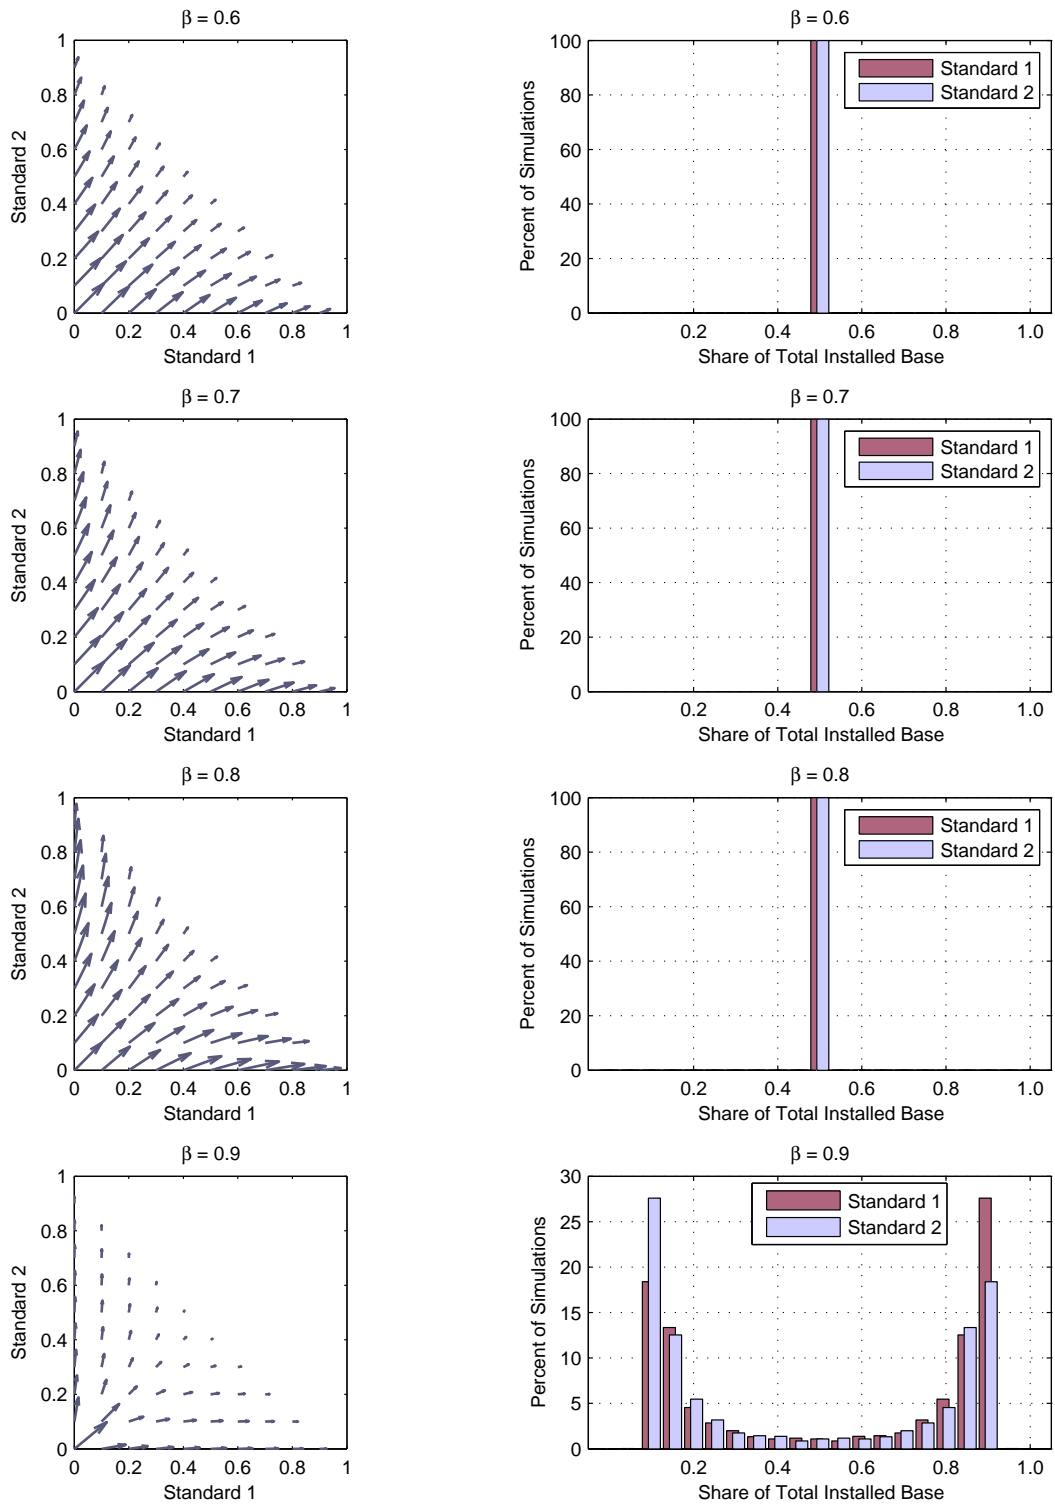 β = 0.6
1
0.8
0.6
0.4
0.2
0
Standard 2
0 0.2 0.4 0.6 0.8 1
Standard 1
β = 0.6
100
80
60
40
20
0
Percent of Simulations
Standard 1
Standard 2
0.2 0.4 0.6 0.8 1.0
Share of Total Installed Base
β = 0.7
1
0.8
0.6
0.4
0.2
0
Standard 2
0 0.2 0.4 0.6 0.8 1
Standard 1
β = 0.7
100
80
60
40
20
0
Percent of Simulations
Standard 1
Standard 2
0.2 0.4 0.6 0.8 1.0
Share of Total Installed Base
β = 0.8
1
0.8
0.6
0.4
0.2
0
Standard 2
0 0.2 0.4 0.6 0.8 1
Standard 1
β = 0.8
100
80
60
40
20
0
Percent of Simulations
Standard 1
Standard 2
0.2 0.4 0.6 0.8 1.0
Share of Total Installed Base
β = 0.9
1
0.8
0.6
0.4
0.2
0
Standard 2
0 0.2 0.4 0.6 0.8 1
Standard 1
β = 0.9
30
25
20
15
10
5
0
Percent of Simulations
Standard 1
Standard 2
0.2 0.4 0.6 0.8 1.0
Share of Total Installed Base